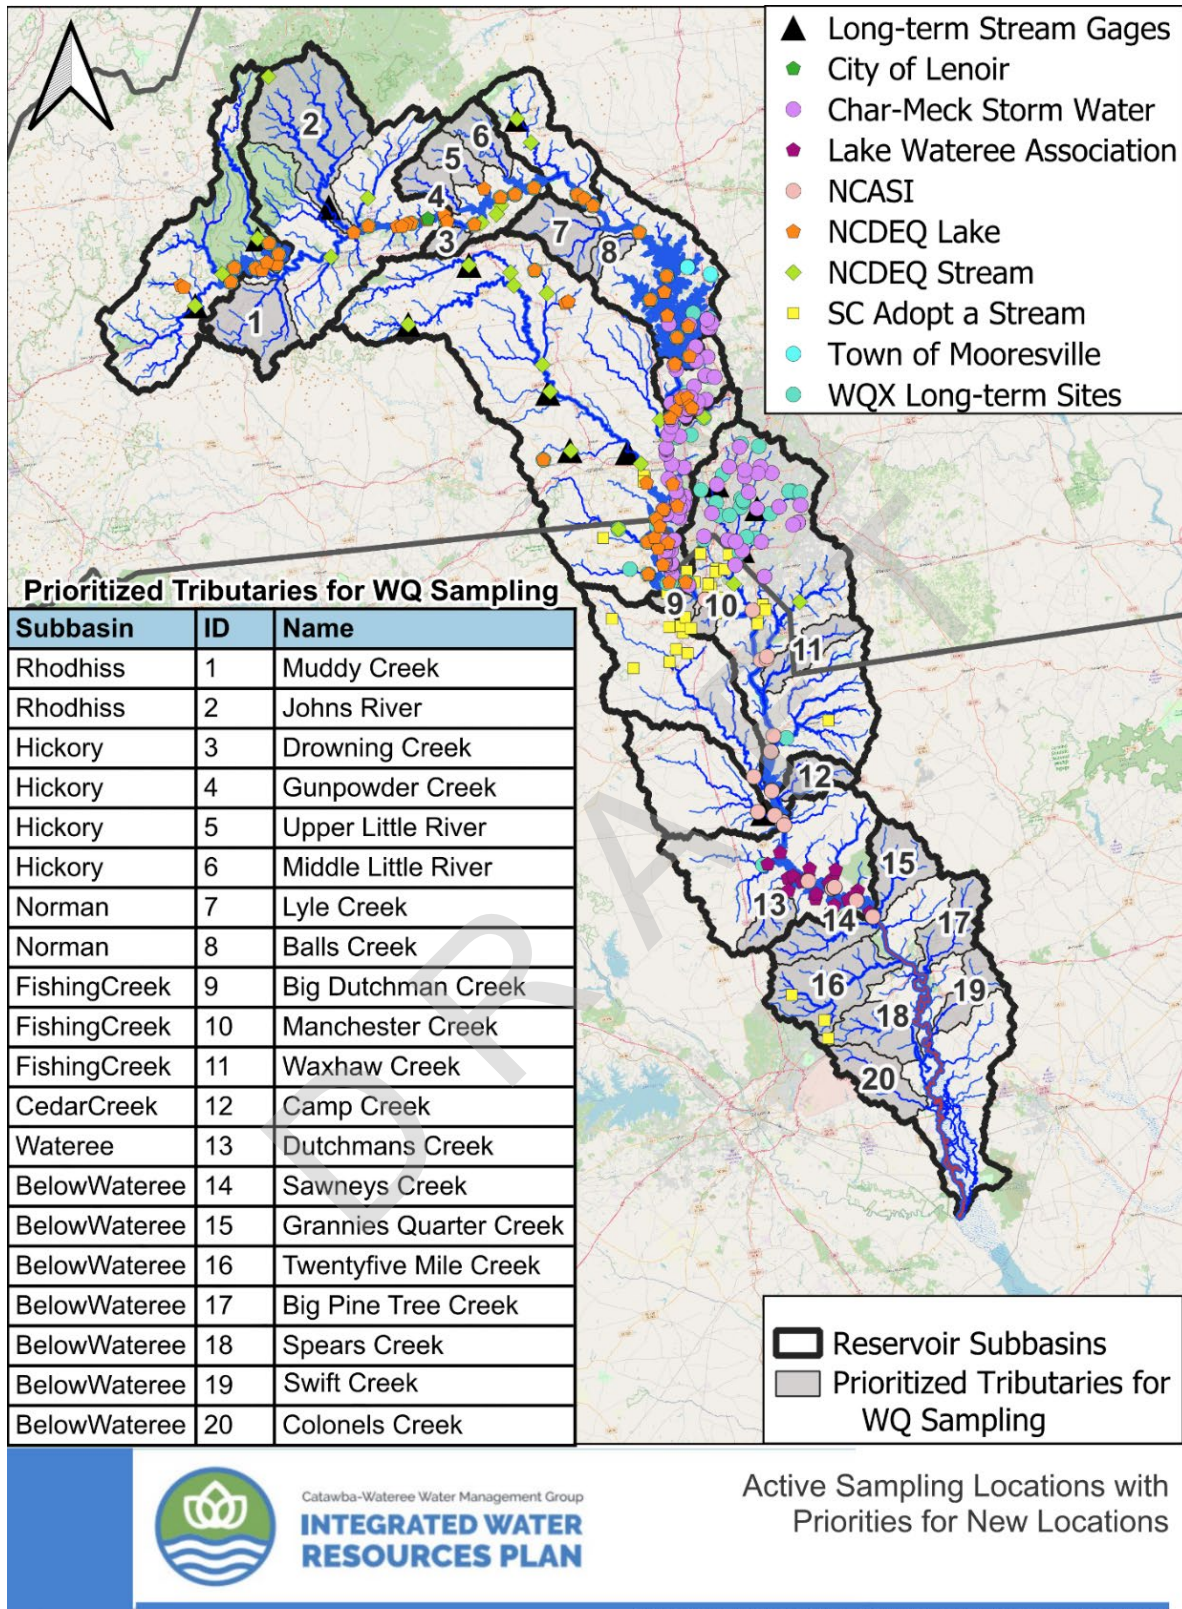 Long-term Stream Gages
City of Lenoir
Char-Meck Storm Water
Lake Wateree Association
NCASI
NCDEQ Lake
NCDEQ Stream
SC Adopt a Stream
Town of Mooresville
WQX Long-term Sites
2
6
5
4
3
7
8
1
9
10
11
12
13
14
15
16
17
18
19
20
Prioritized Tributaries for WQ Sampling
Subbasin ID Name
Rhodhiss 1 Muddy Creek
Rhodhiss 2 Johns River
Hickory 3 Drowning Creek
Hickory 4 Gunpowder Creek
Hickory 5 Upper Little River
Hickory 6 Middle Little River
Norman 7 Lyle Creek
Norman 8 Balls Creek
FishingCreek 9 Big Dutchman Creek
FishingCreek 10 Manchester Creek
FishingCreek 11 Waxhaw Creek
CedarCreek 12 Camp Creek
Wateree 13 Dutchmans Creek
BelowWateree 14 Sawneys Creek
BelowWateree 15 Grannies Quarter Creek
BelowWateree 16 Twentyfive Mile Creek
BelowWateree 17 Big Pine Tree Creek
BelowWateree 18 Spears Creek
BelowWateree 19 Swift Creek
BelowWateree 20 Colonels Creek
DRAFT
Reservoir Subbasins
Prioritized Tributaries for
WQ Sampling
Catawba-Wateree Water Management Group
INTEGRATED WATER
RESOURCES PLAN
Active Sampling Locations with
Priorities for New Locations